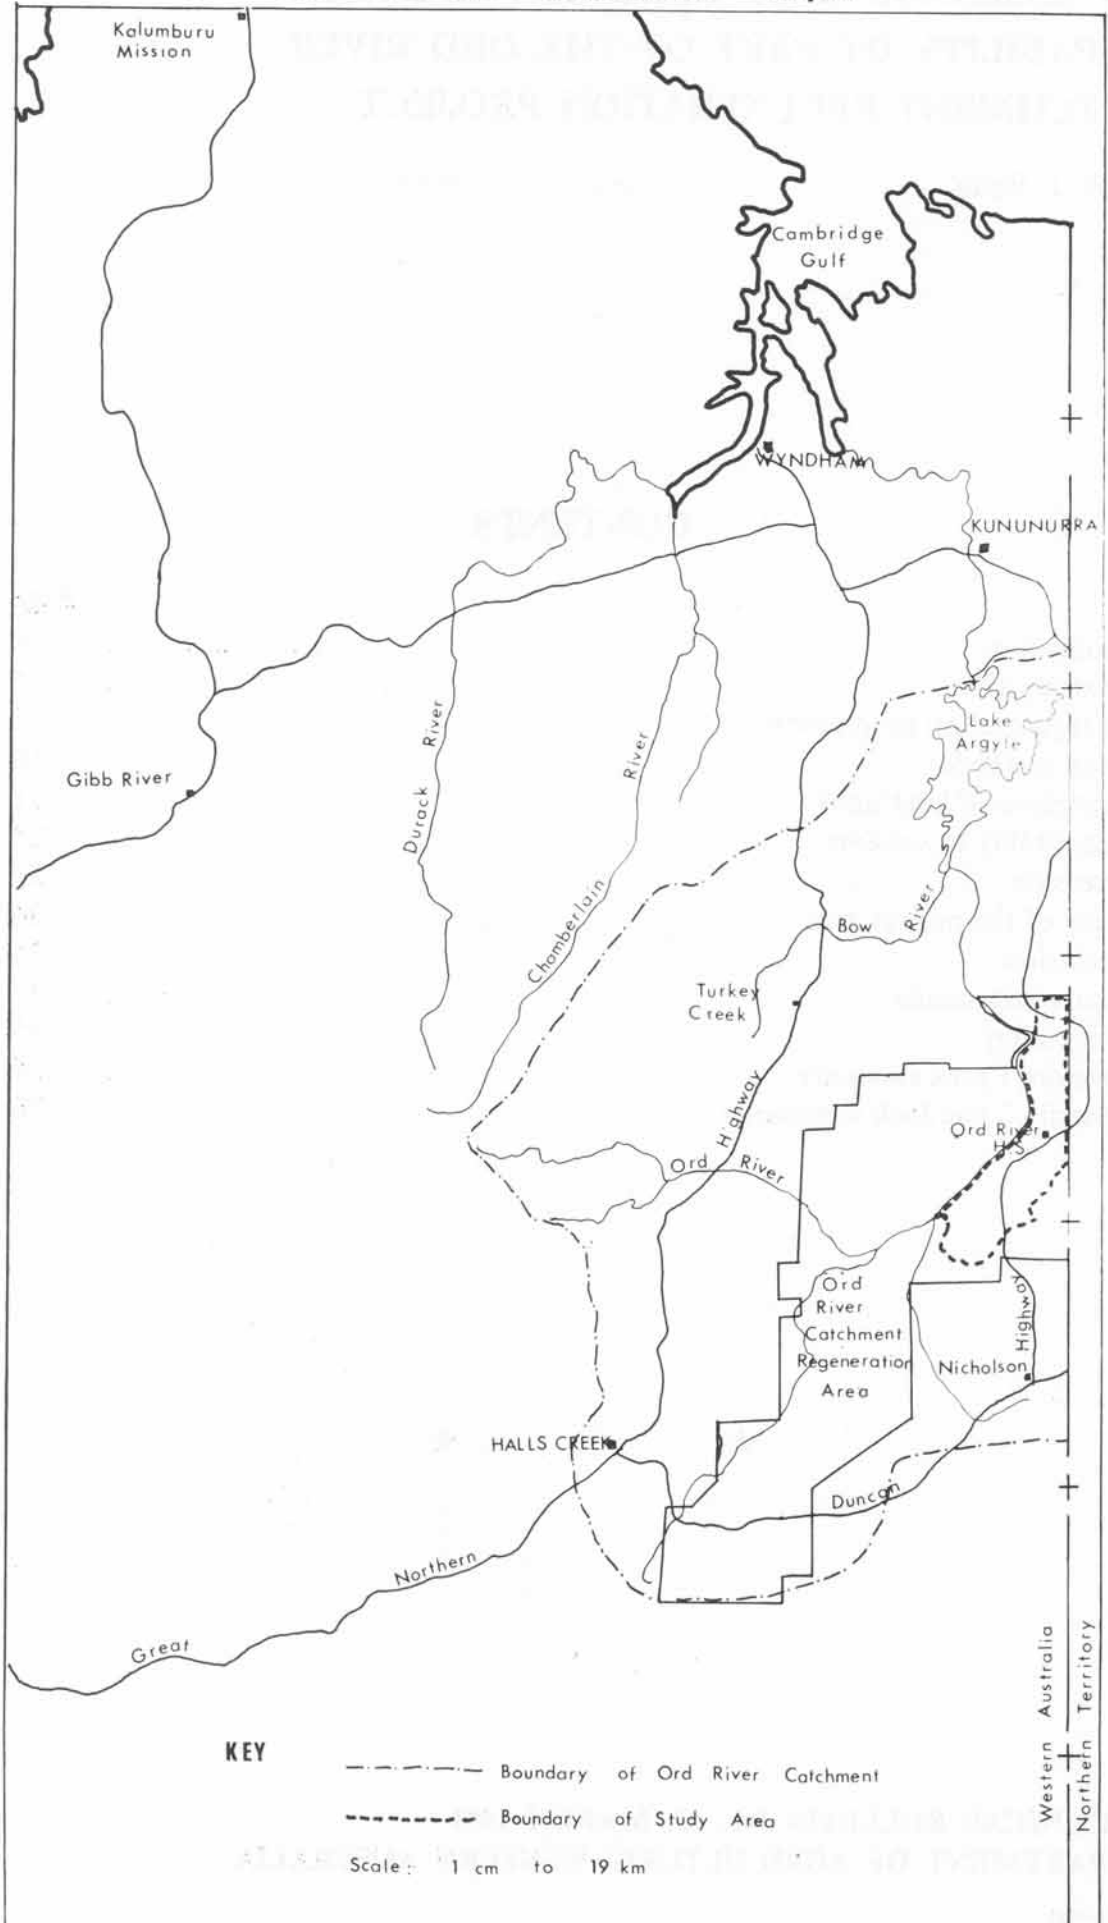 Kalumburu
Mission
Cambridge
Gulf
WYNDHAM
KUNUNURRA
Lake
Argyle
Gibb River
Durack River
Chamberlain River
Bow River
Turkey
Creek
Highway
Ord River
H.S.
Ord River
Ord
River
Catchment
Regeneration
Area
Highway
Nicholson
HALLS CREEK
Duncan
Northern
Great
Western Australia
Northern Territory
KEY
Boundary of Ord River Catchment
Boundary of Study Area
Scale: 1 cm to 19 km